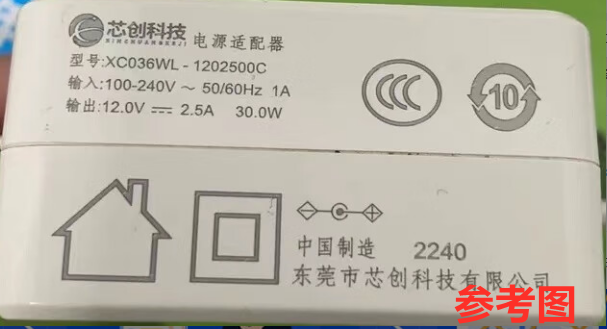 芯创科技 电源适配器
型号:XC036WL-1202500C
输入:100-240V ～ 50/60Hz 1A
输出:12.0V ⎓ 2.5A 30.0W
CCC
10
中国制造 2240
东莞市芯创科技有限公司
参考图